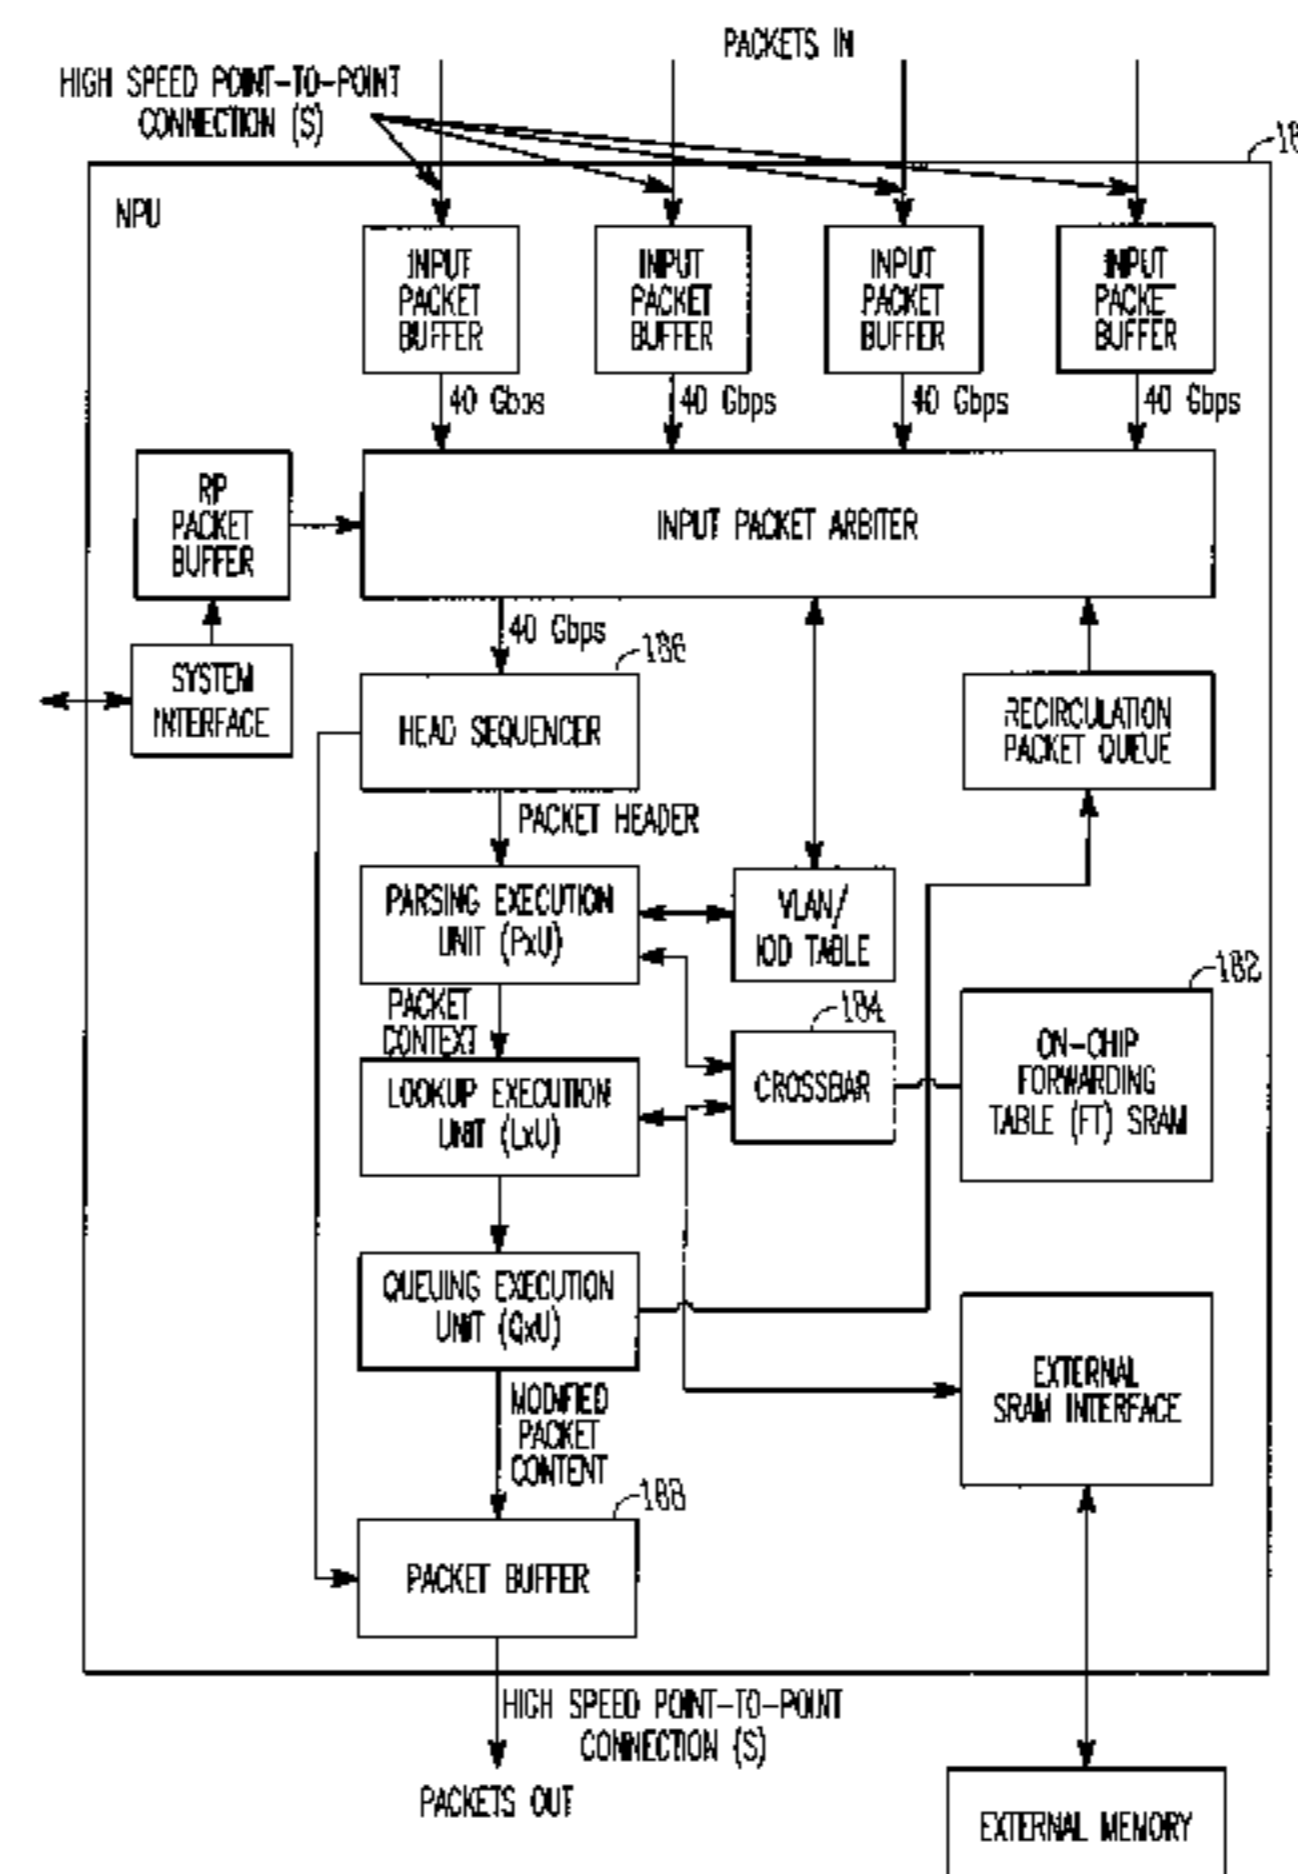 PACKETS IN
HIGH SPEED POINT-TO-POINT
CONNECTION (S)
NPU
INPUT
PACKET
BUFFER
INPUT
PACKET
BUFFER
INPUT
PACKET
BUFFER
INPUT
PACKET
BUFFER
40 Gbps
40 Gbps
40 Gbps
40 Gbps
RP
PACKET
BUFFER
INPUT PACKET ARBITER
40 Gbps
186
SYSTEM
INTERFACE
HEAD SEQUENCER
RECIRCULATION
PACKET QUEUE
PACKET HEADER
PARSING EXECUTION
UNIT (PxU)
VLAN/
IOD TABLE
182
PACKET
CONTEXT
184
ON-CHIP
FORWARDING
TABLE (FT) SRAM
CROSSBAR
LOOKUP EXECUTION
UNIT (LxU)
QUEUING EXECUTION
UNIT (QxU)
EXTERNAL
SRAM INTERFACE
MODIFIED
PACKET
CONTENT
188
PACKET BUFFER
HIGH SPEED POINT-TO-POINT
CONNECTION (S)
PACKETS OUT
EXTERNAL MEMORY